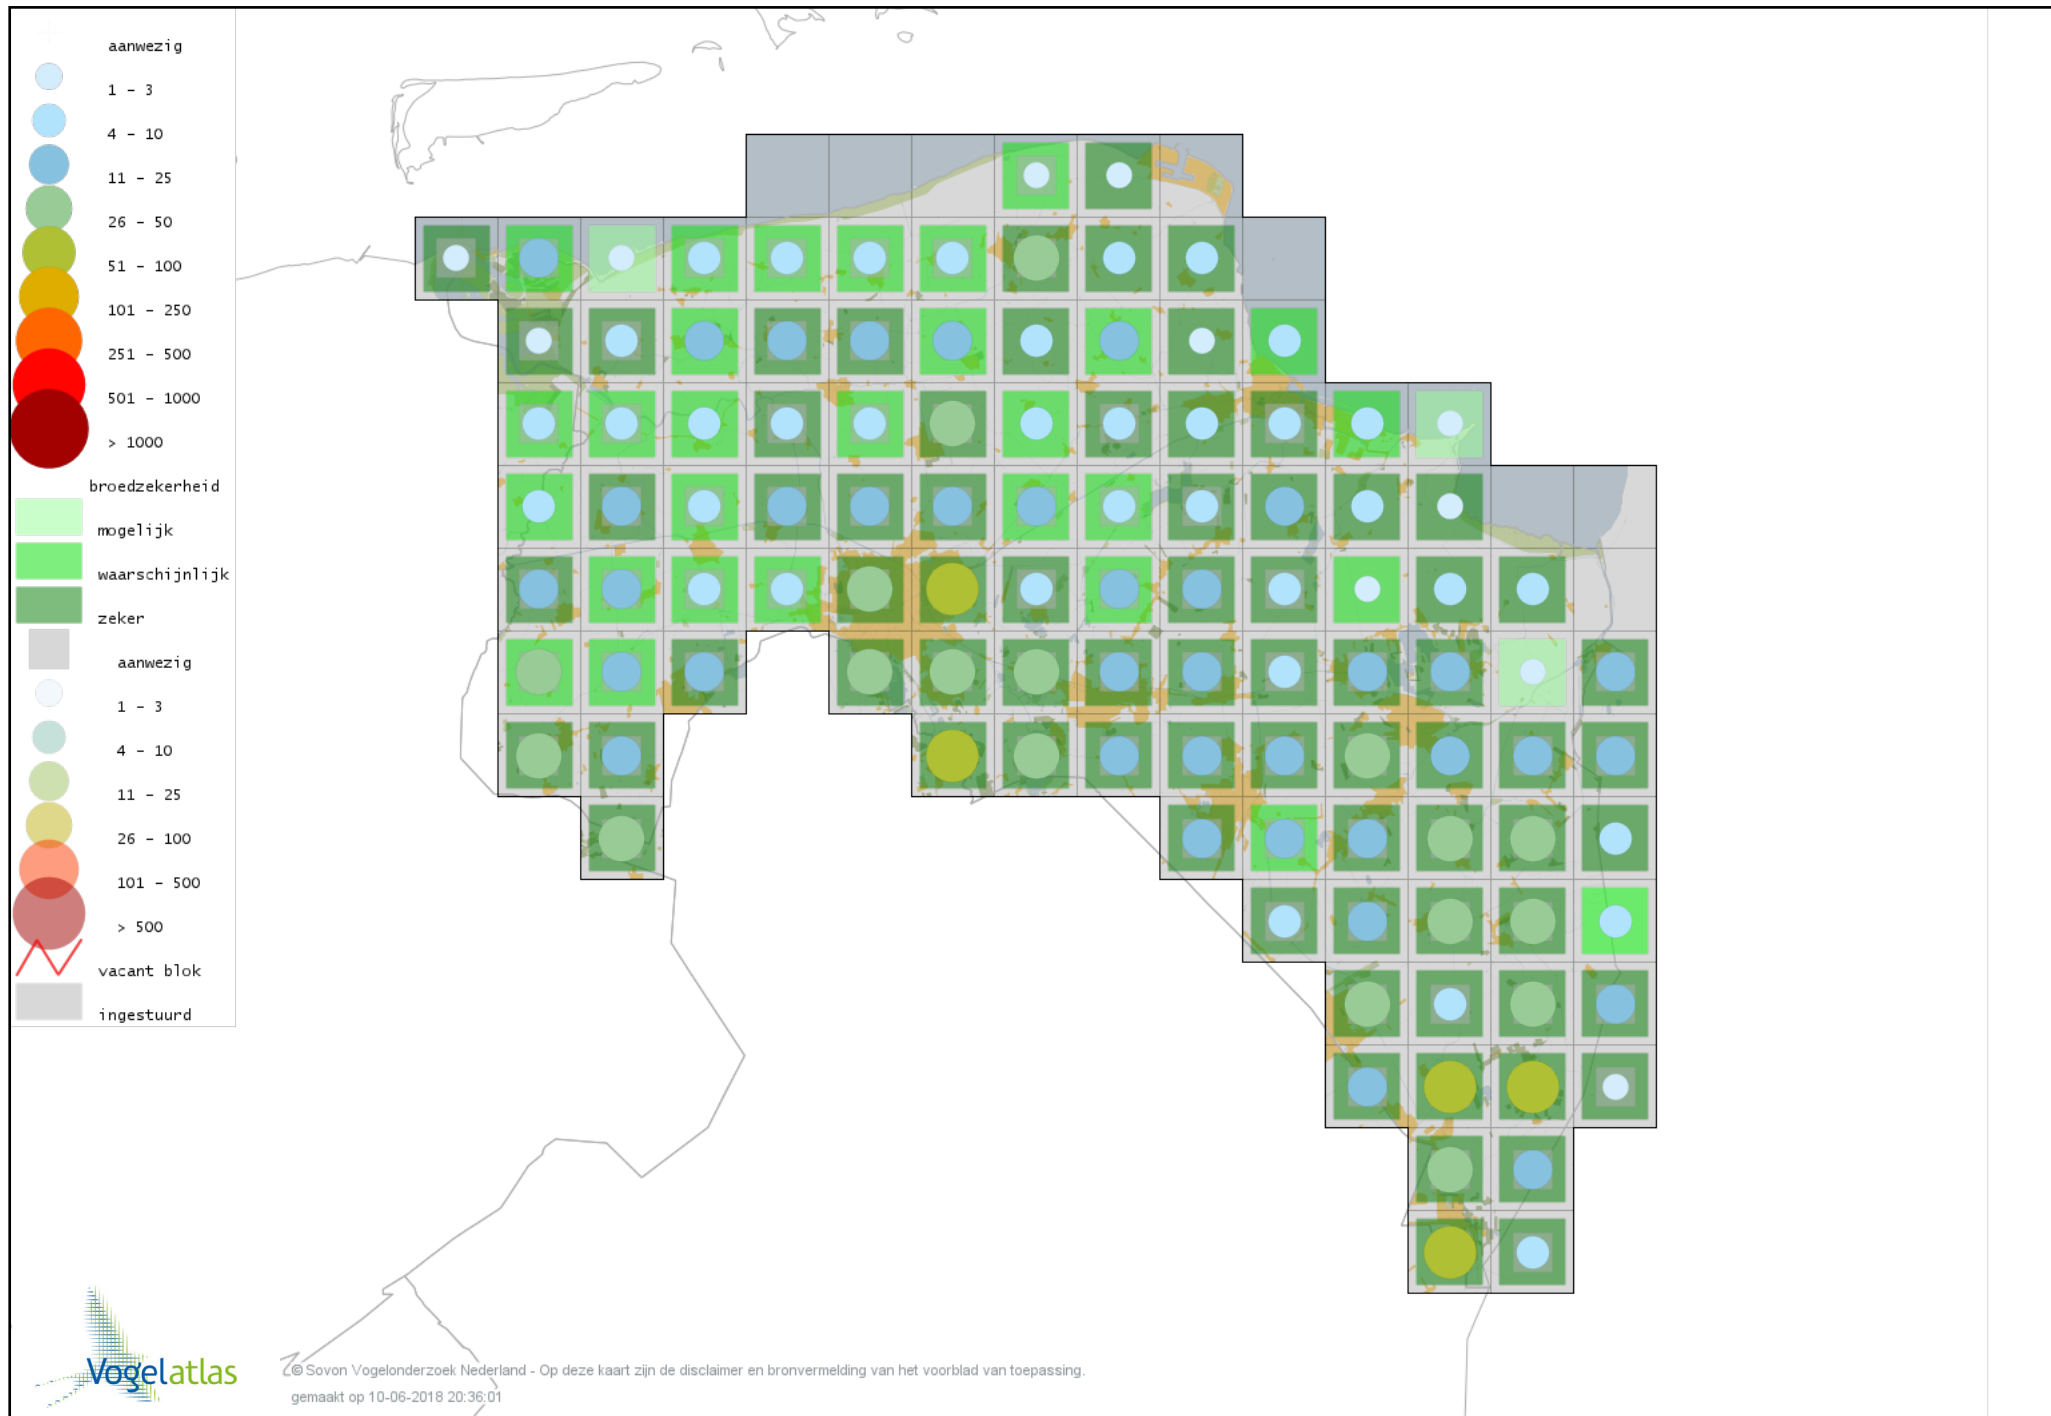 aanwezig
1 - 3
4 - 10
11 - 25
26 - 50
51 - 100
101 - 250
251 - 500
501 - 1000
> 1000
broedzekerheid
mogelijk
waarschijnlijk
zeker
aanwezig
1 - 3
4 - 10
11 - 25
26 - 100
101 - 500
> 500
vacant blok
ingestuurd
Vogelatlas
© Sovon Vogelonderzoek Nederland - Op deze kaart zijn de disclaimer en bronvermelding van het voorblad van toepassing.
gemaakt op 10-06-2018 20:36:01